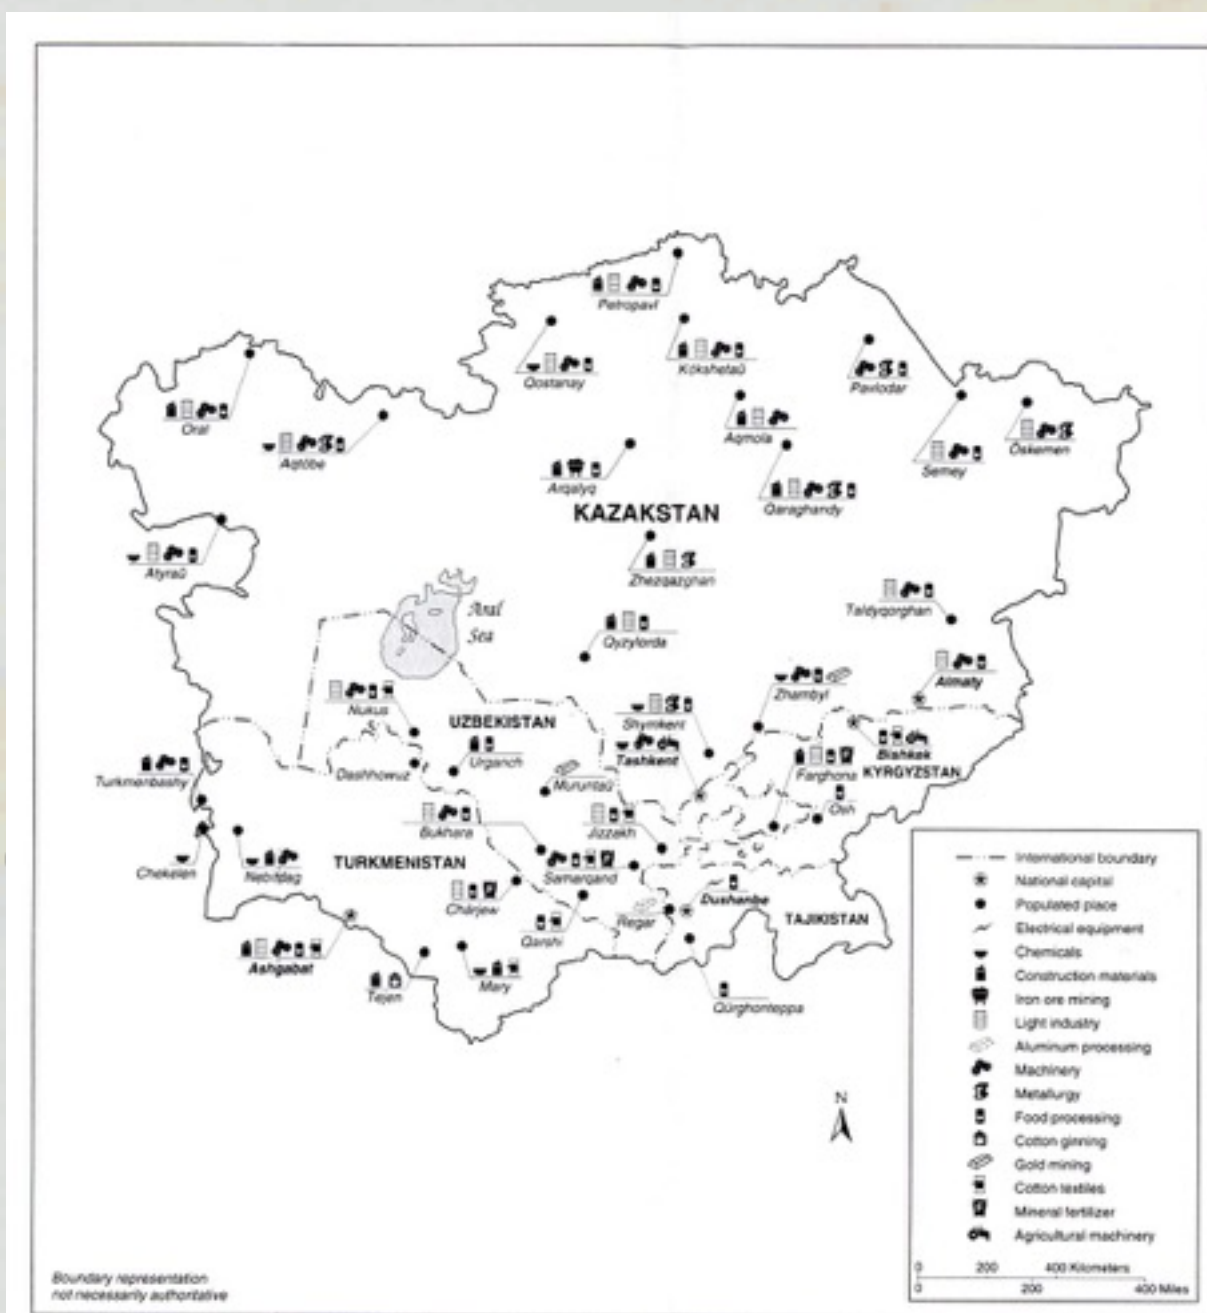 Petropavl
Qostanay
Kökshetaū
Pavlodar
Oral
Aqtöbe
Aqmola
Semey
Öskemen
Arqalyq
Qaraghandy
KAZAKSTAN
Atyraū
Zhezqazghan
Aral
Sea
Taldyqorghan
Qyzylorda
Almaty
Zhambyl
Nukus
UZBEKISTAN
Shymkent
Bishkek
Urganch
Tashkent
KYRGYZSTAN
Dashhowuz
Farghona
Turkmenbashy
Muruntaū
Osh
Bukhara
Jizzakh
TURKMENISTAN
Chekelen
Nebitdag
Samarqand
Chärjew
Dushanbe
Regar
TAJIKISTAN
Qarshi
Ashgabat
Tejen
Mary
Qŭrghonteppa
International boundary
National capital
Populated place
Electrical equipment
Chemicals
Construction materials
Iron ore mining
Light industry
Aluminum processing
Machinery
Metallurgy
Food processing
Cotton ginning
Gold mining
Cotton textiles
Mineral fertilizer
Agricultural machinery
N
0 200 400 Kilometers
0 200 400 Miles
Boundary representation
not necessarily authoritative